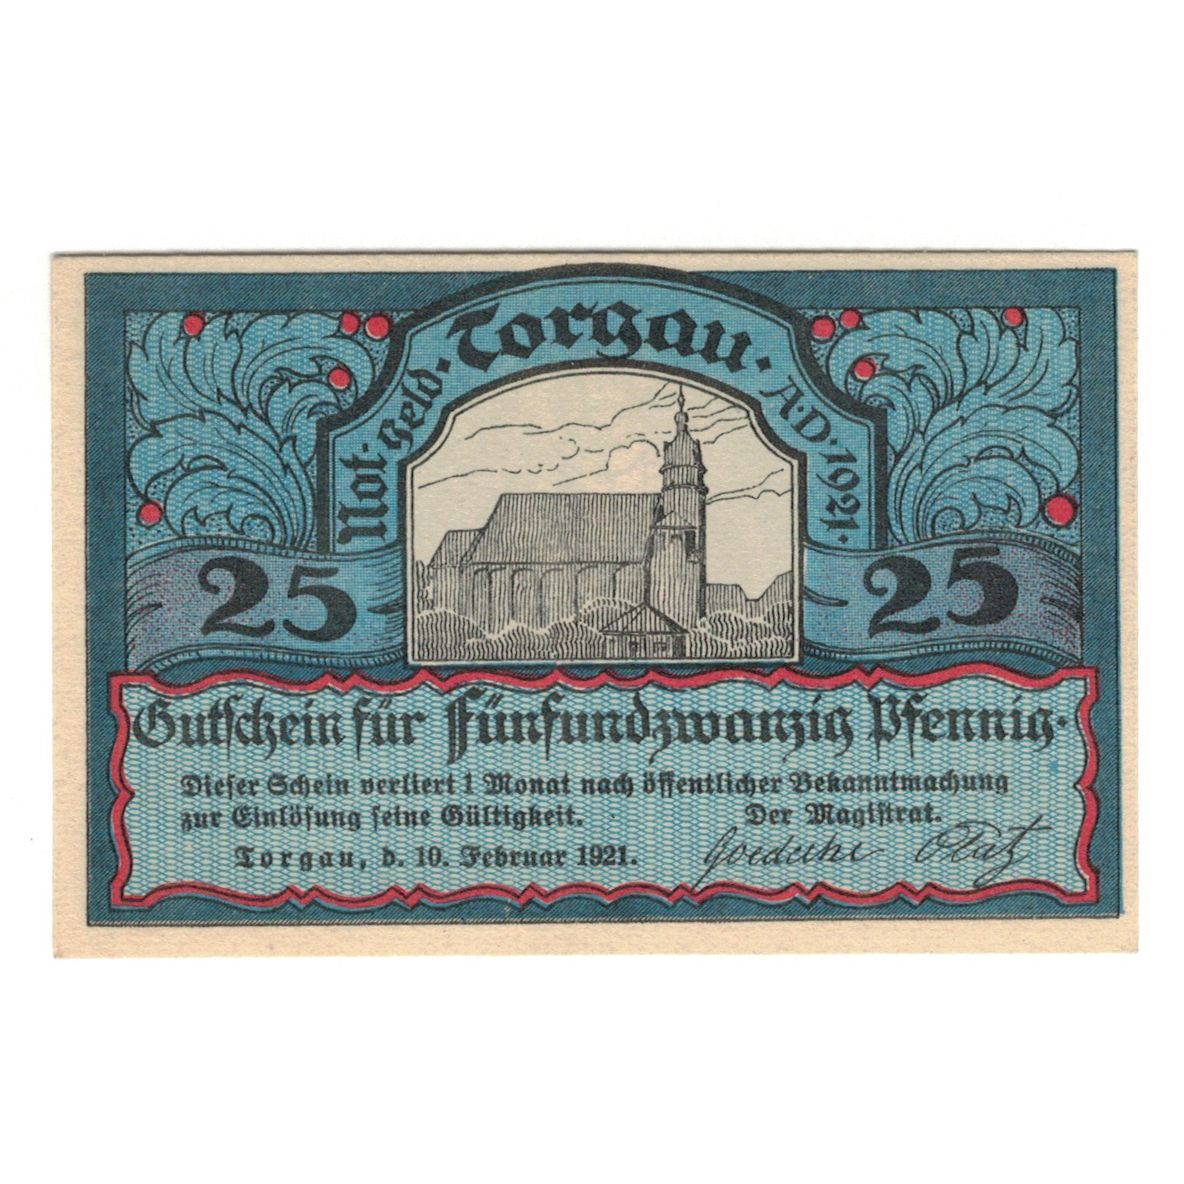 Not-geld · Torgau · A·D·1921·
25 25
Gutschein für Fünfundzwanzig Pfennig·
Dieser Schein verliert 1 Monat nach öffentlicher Bekanntmachung
zur Einlösung seine Gültigkeit. Der Magistrat.
Torgau, d. 10. Februar 1921.